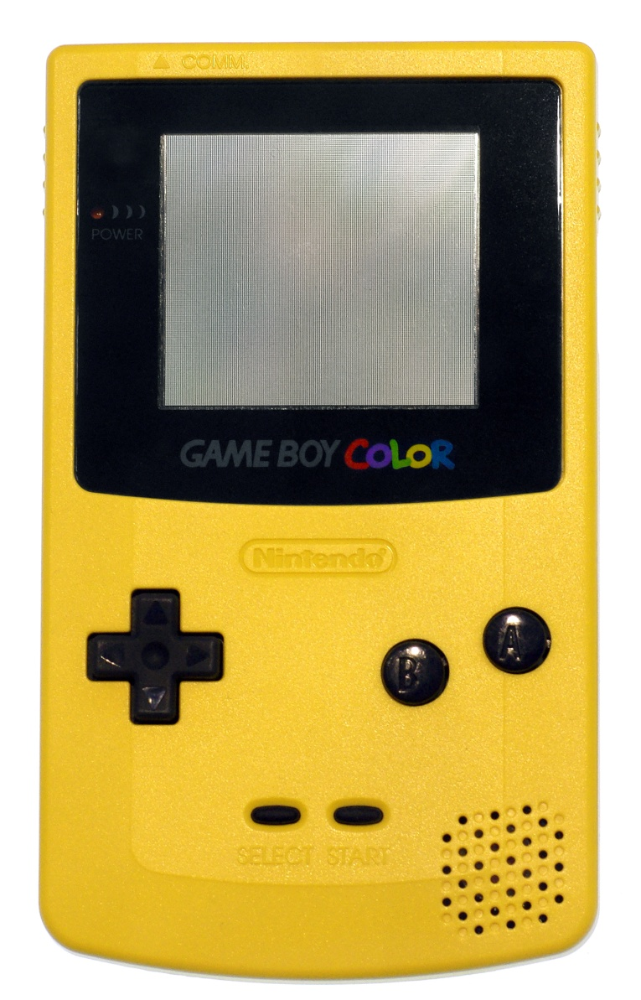 ▲ COMM.
POWER
GAME BOY COLOR
Nintendo®
B
A
SELECT START